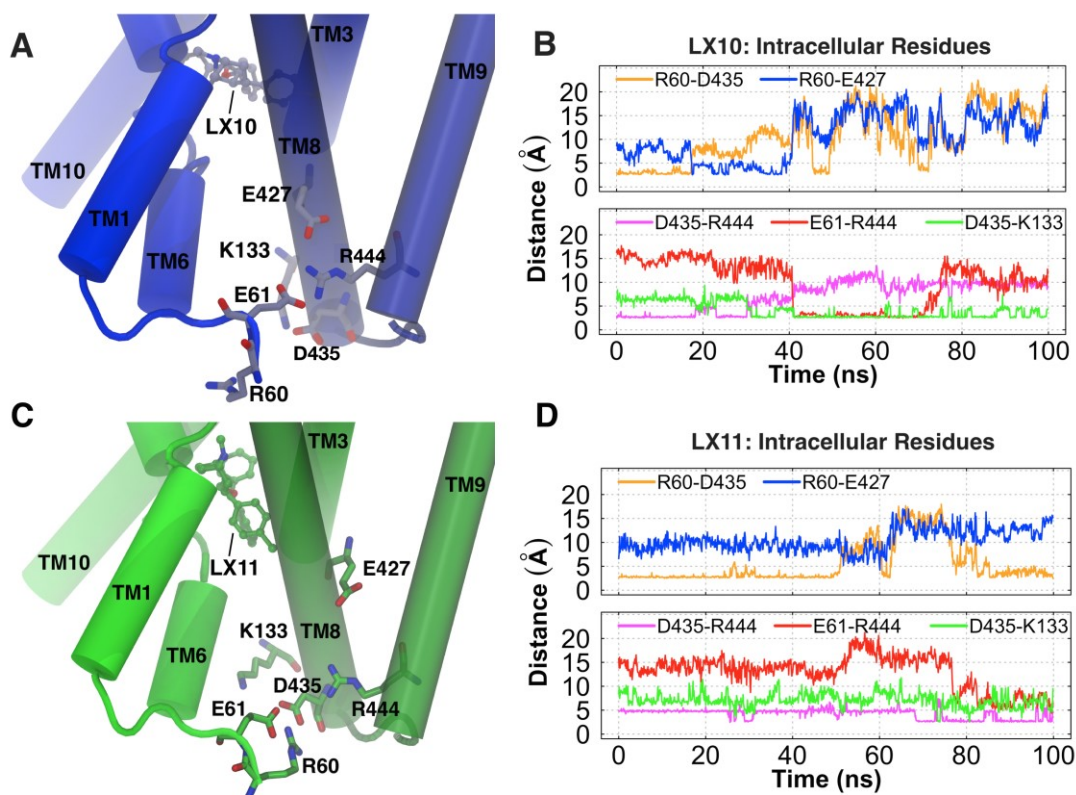 A
TM3
TM9
LX10
TM8
TM10
E427
TM1
K133
R444
TM6
E61
D435
R60
B
LX10: Intracellular Residues
R60-D435 R60-E427
20
15
10
5
0
D435-R444 E61-R444 D435-K133
20
15
10
5
0
Distance (Å)
0 20 40 60 80 100
Time (ns)
C
TM3
TM9
TM10
LX11
E427
TM1
K133
TM8
TM6
D435
E61
R444
R60
D
LX11: Intracellular Residues
R60-D435 R60-E427
20
15
10
5
0
D435-R444 E61-R444 D435-K133
20
15
10
5
0
Distance (Å)
0 20 40 60 80 100
Time (ns)